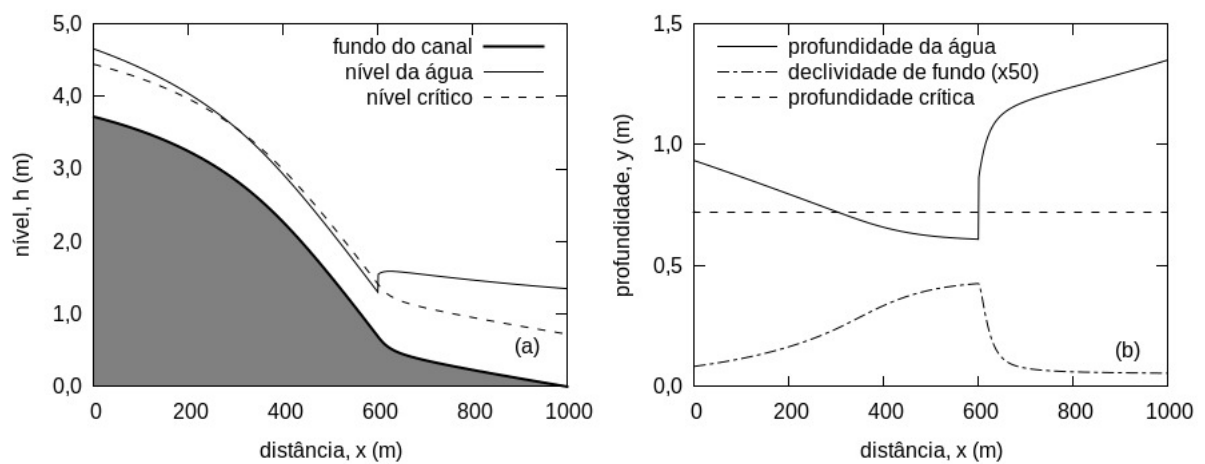 5,0
4,0
3,0
2,0
1,0
0,0
nível, h (m)
fundo do canal
nível da água
nível crítico
(a)
0 200 400 600 800 1000
distância, x (m)
1,5
1,0
0,5
0,0
profundidade, y (m)
profundidade da água
declividade de fundo (x50)
profundidade crítica
(b)
0 200 400 600 800 1000
distância, x (m)